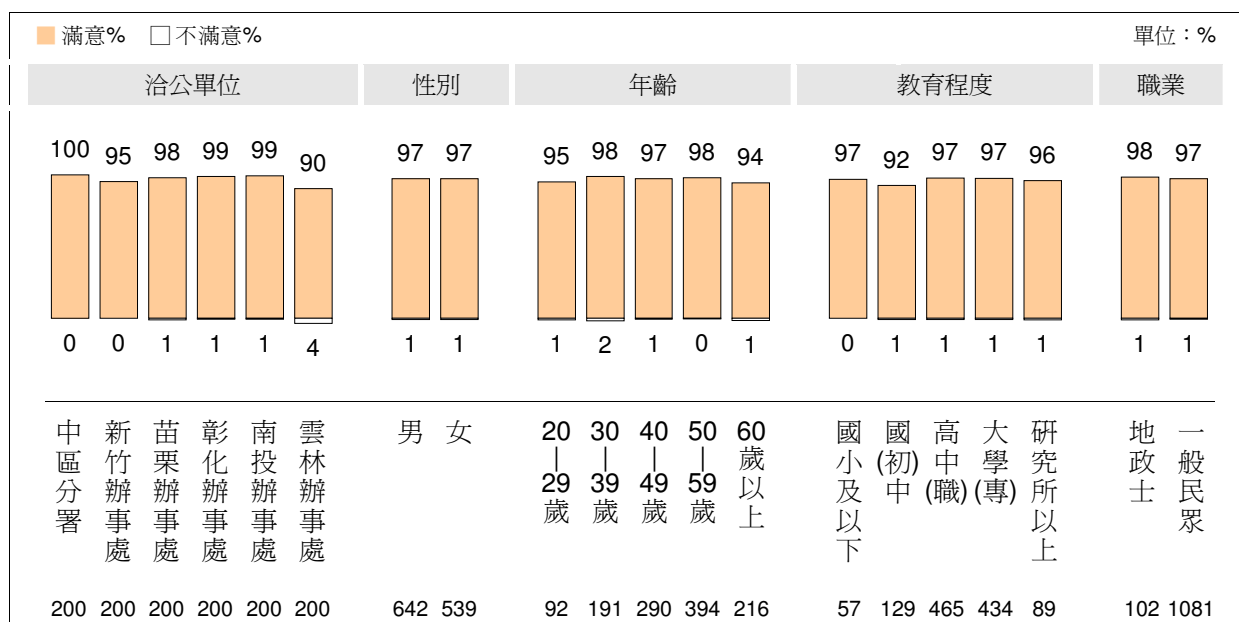 滿意% 不滿意% 單位：%
洽公單位 性別 年齡 教育程度 職業
100 95 98 99 99 90 97 97 95 98 97 98 94 97 92 97 97 96 98 97
0 0 1 1 1 4 1 1 1 2 1 0 1 0 1 1 1 1 1 1
中區分署
新竹辦事處
苗栗辦事處
彰化辦事處
南投辦事處
雲林辦事處
男
女
20|29歲
30|39歲
40|49歲
50|59歲
60歲以上
國小及以下
國(初)中
高中(職)
大學(專)
研究所以上
地政士
一般民眾
200 200 200 200 200 200 642 539 92 191 290 394 216 57 129 465 434 89 102 1081